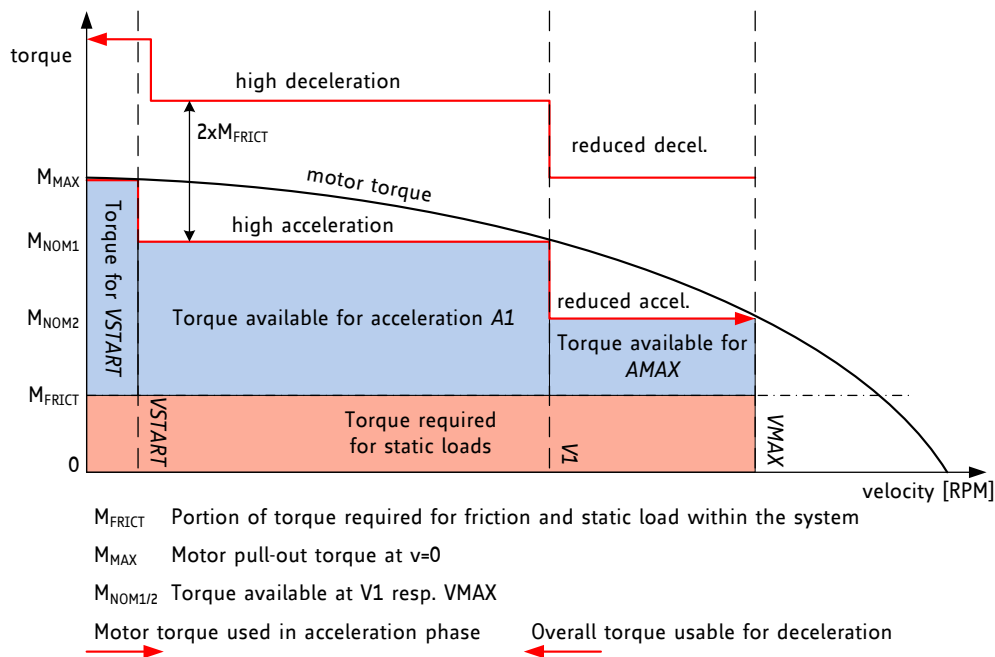 torque
high deceleration
2xMFRICT
reduced decel.
MMAX
motor torque
Torque for VSTART
MNOM1
high acceleration
reduced accel.
MNOM2
Torque available for acceleration A1
Torque available for
AMAX
MFRICT
VSTART
Torque required
for static loads
V1
VMAX
0
velocity [RPM]
MFRICT Portion of torque required for friction and static load within the system
MMAX Motor pull-out torque at v=0
MNOM1/2 Torque available at V1 resp. VMAX
Motor torque used in acceleration phase
Overall torque usable for deceleration